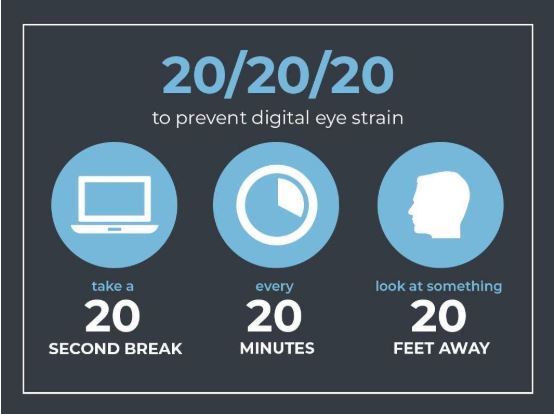 20/20/20
to prevent digital eye strain
take a
20
SECOND BREAK
every
20
MINUTES
look at something
20
FEET AWAY